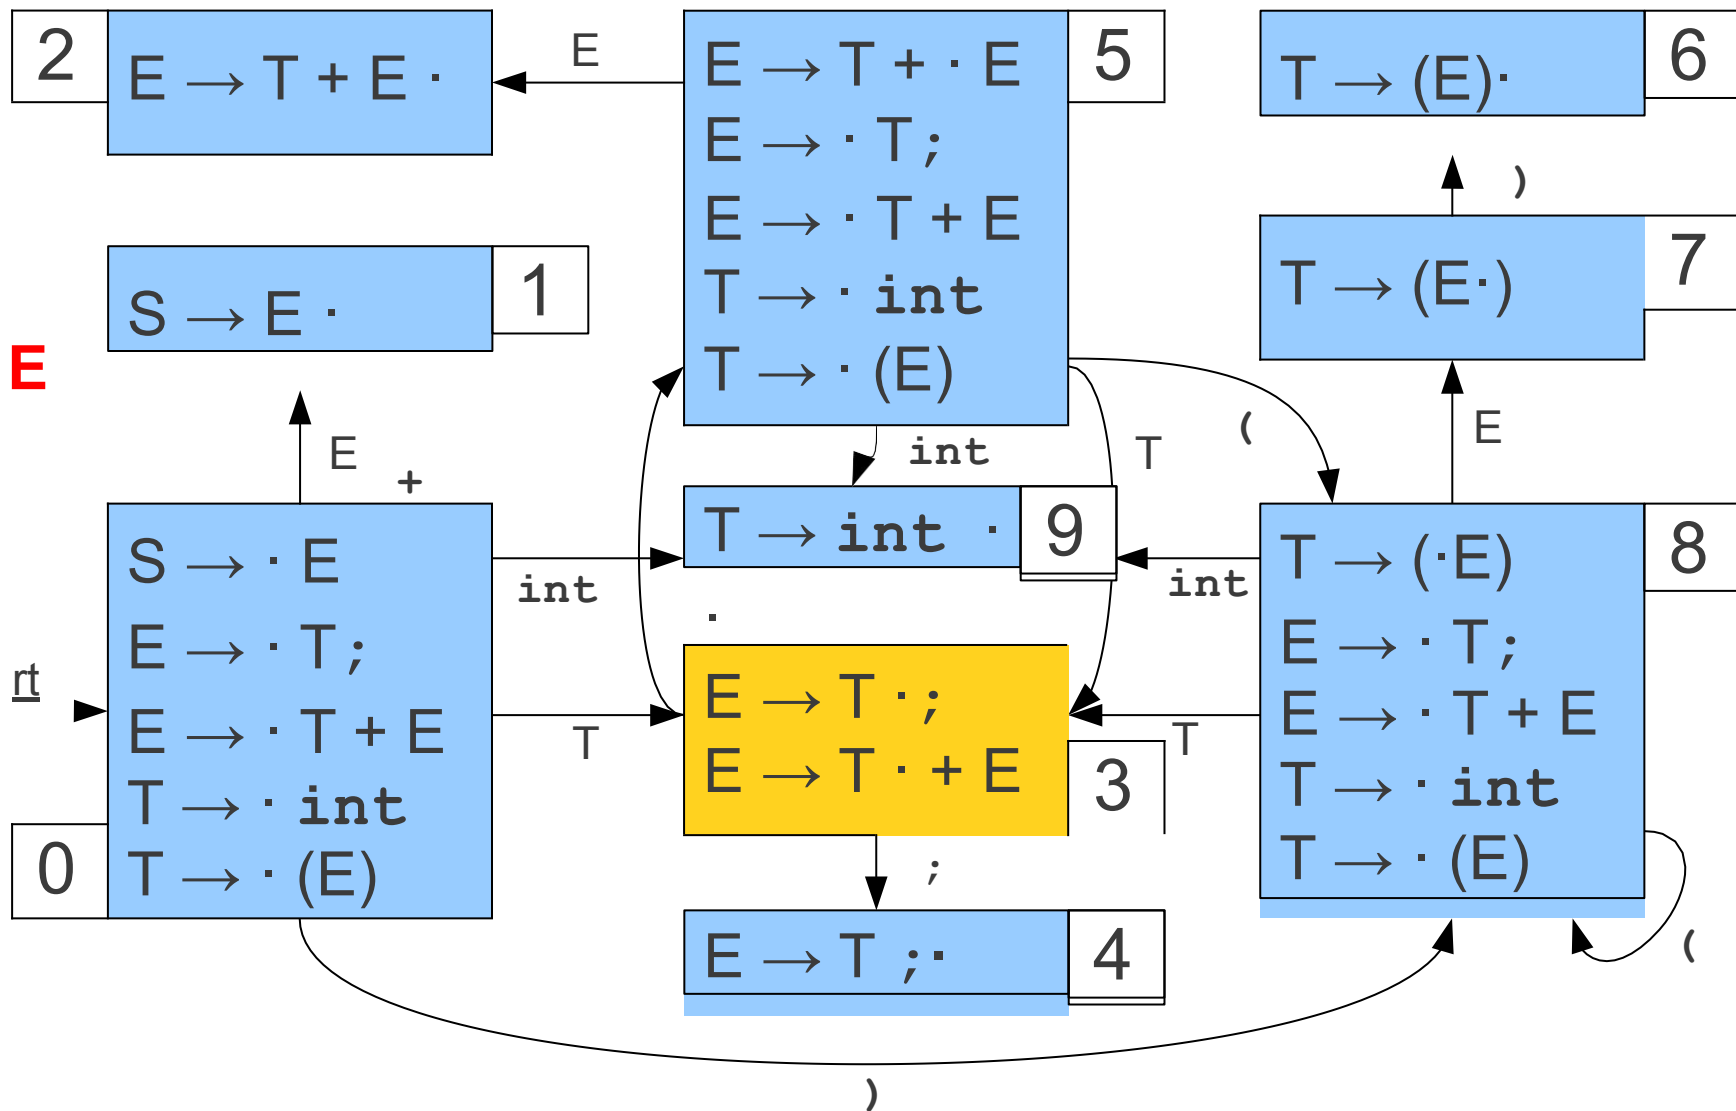 2
E → T + E ·
E
E → T + · E
E → · T ;
E → · T + E
T → · int
T → · (E)
5
T → (E)·
6
)
T → (E·)
7
S → E ·
1
E
E
+
int
T
(
E
S → · E
E → · T ;
E → · T + E
T → · int
T → · (E)
0
rt
int
T
T → int ·
9
·
E → T · ;
E → T · + E
3
;
E → T ;·
4
int
T
T → (·E)
E → · T ;
E → · T + E
T → · int
T → · (E)
8
(
)